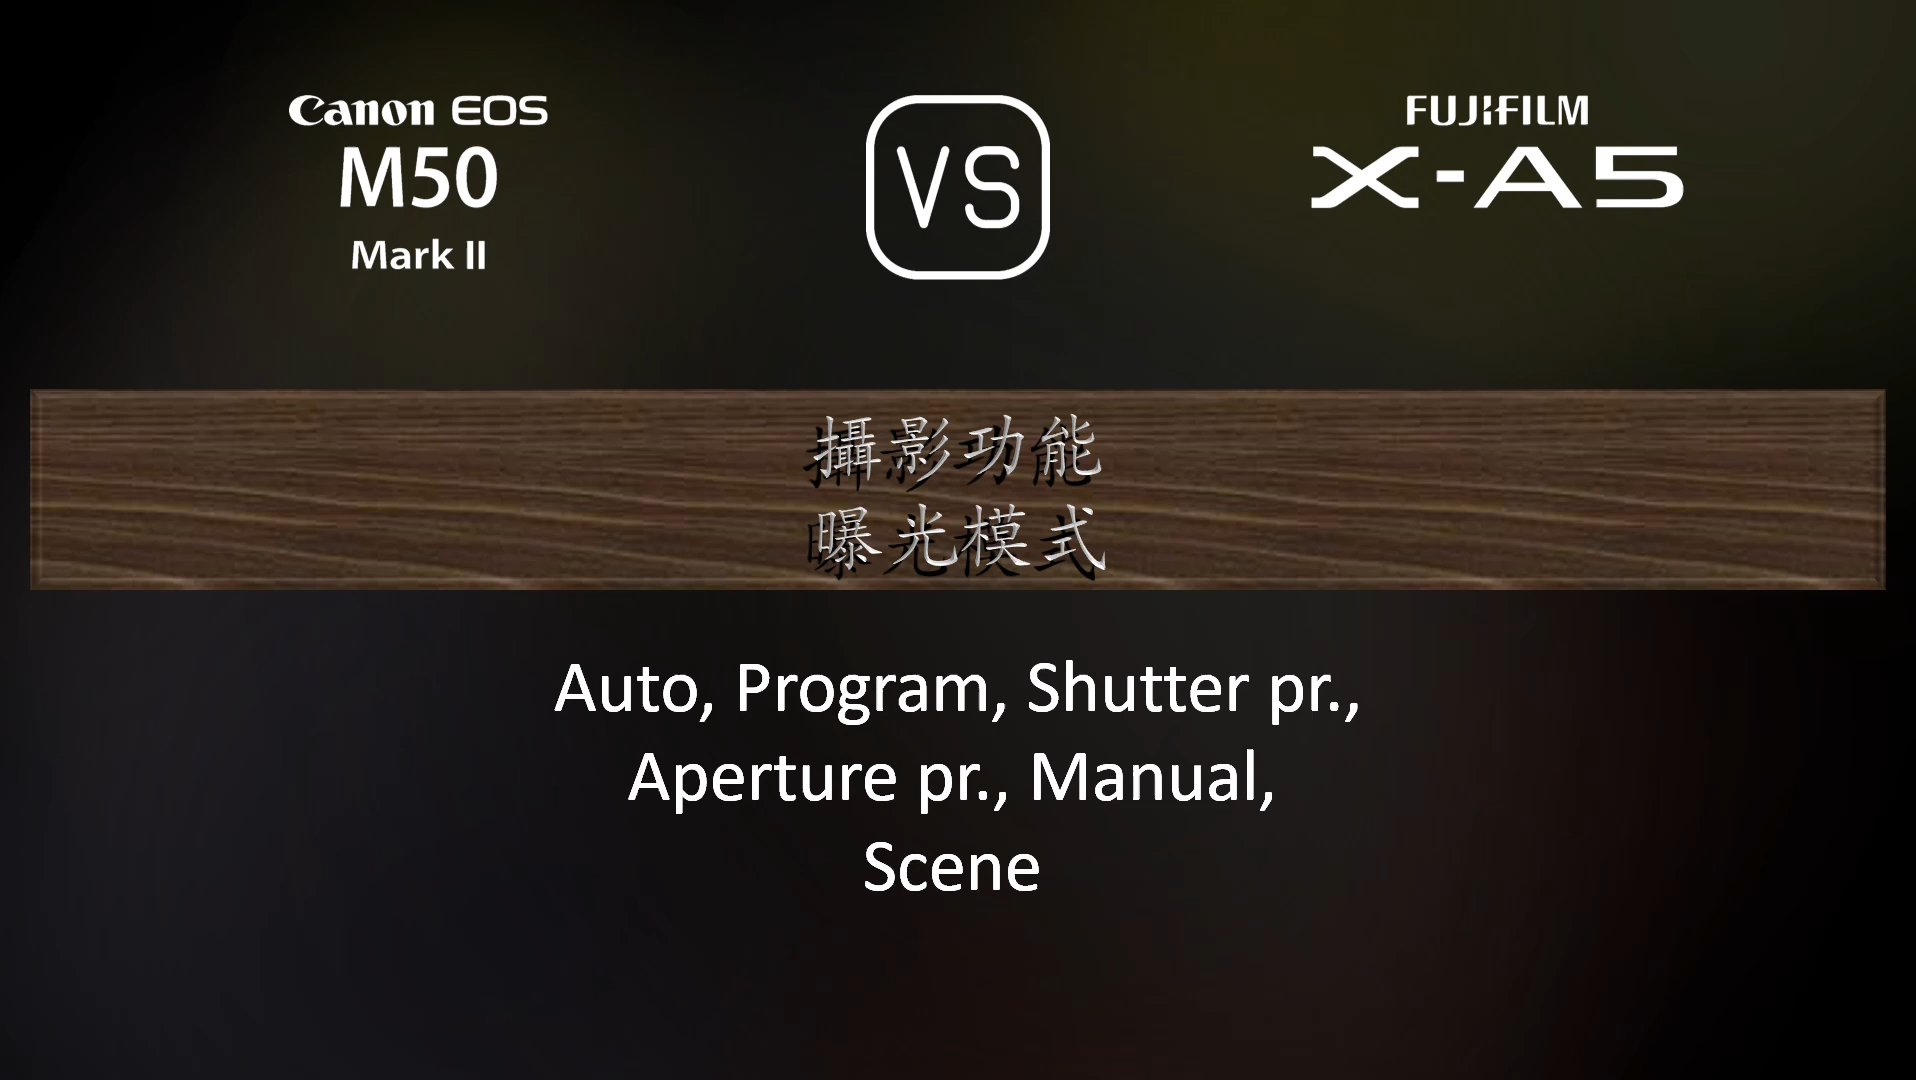 Canon EOS
M50
Mark II
VS
FUJIFILM
X-A5
攝影功能
曝光模式
Auto, Program, Shutter pr.,
Aperture pr., Manual,
Scene